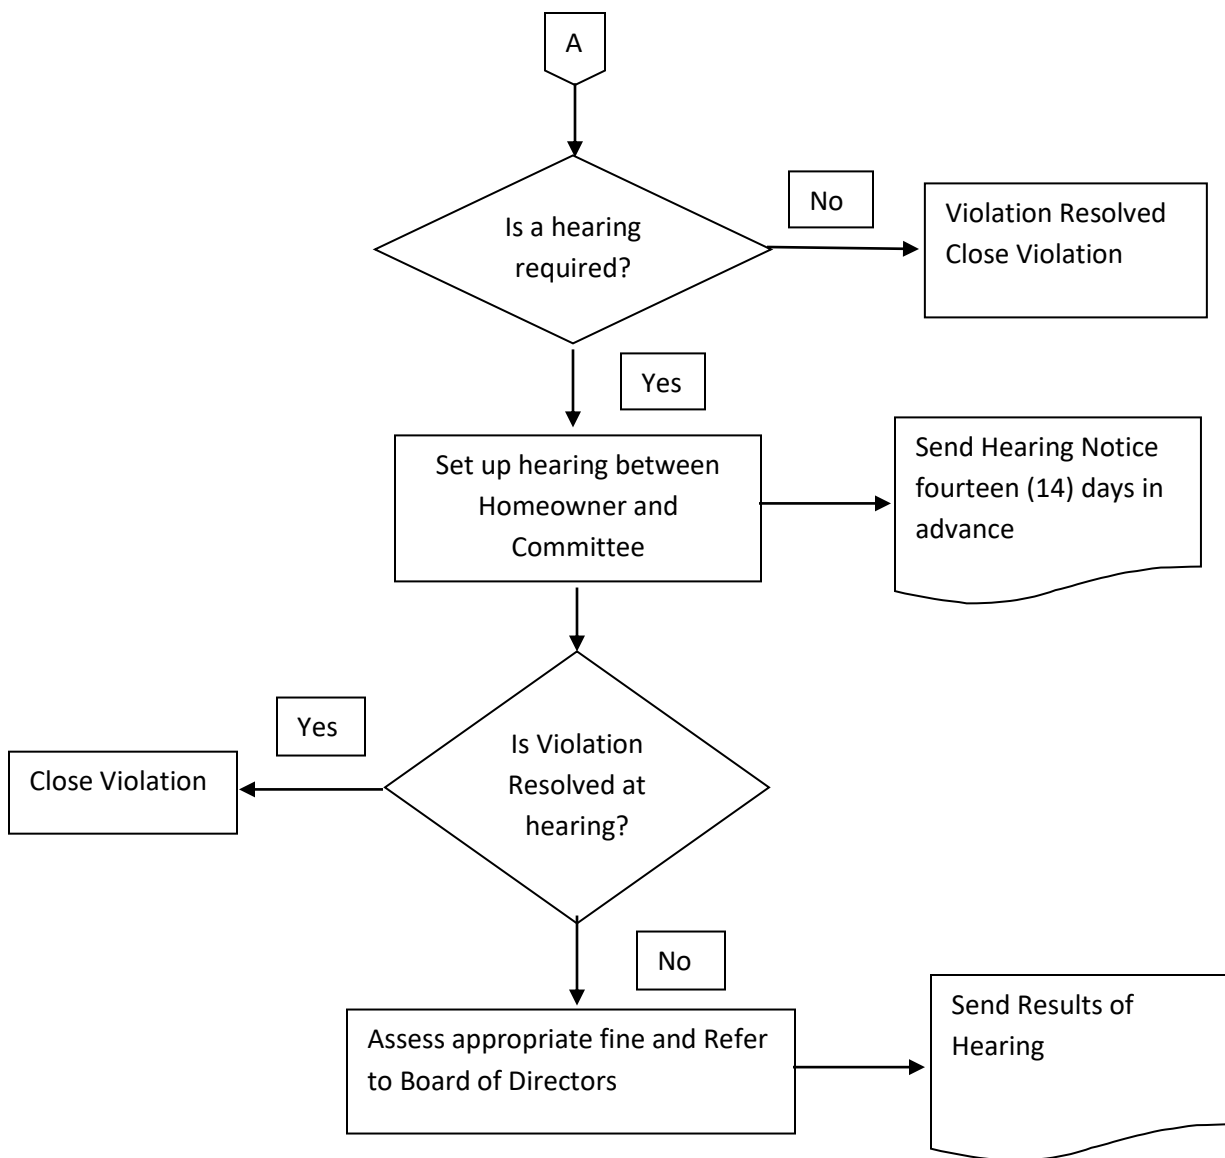 A
Is a hearing
required?
No
Violation Resolved
Close Violation
Yes
Set up hearing between
Homeowner and
Committee
Send Hearing Notice
fourteen (14) days in
advance
Is Violation
Resolved at
hearing?
Yes
Close Violation
No
Assess appropriate fine and Refer
to Board of Directors
Send Results of
Hearing